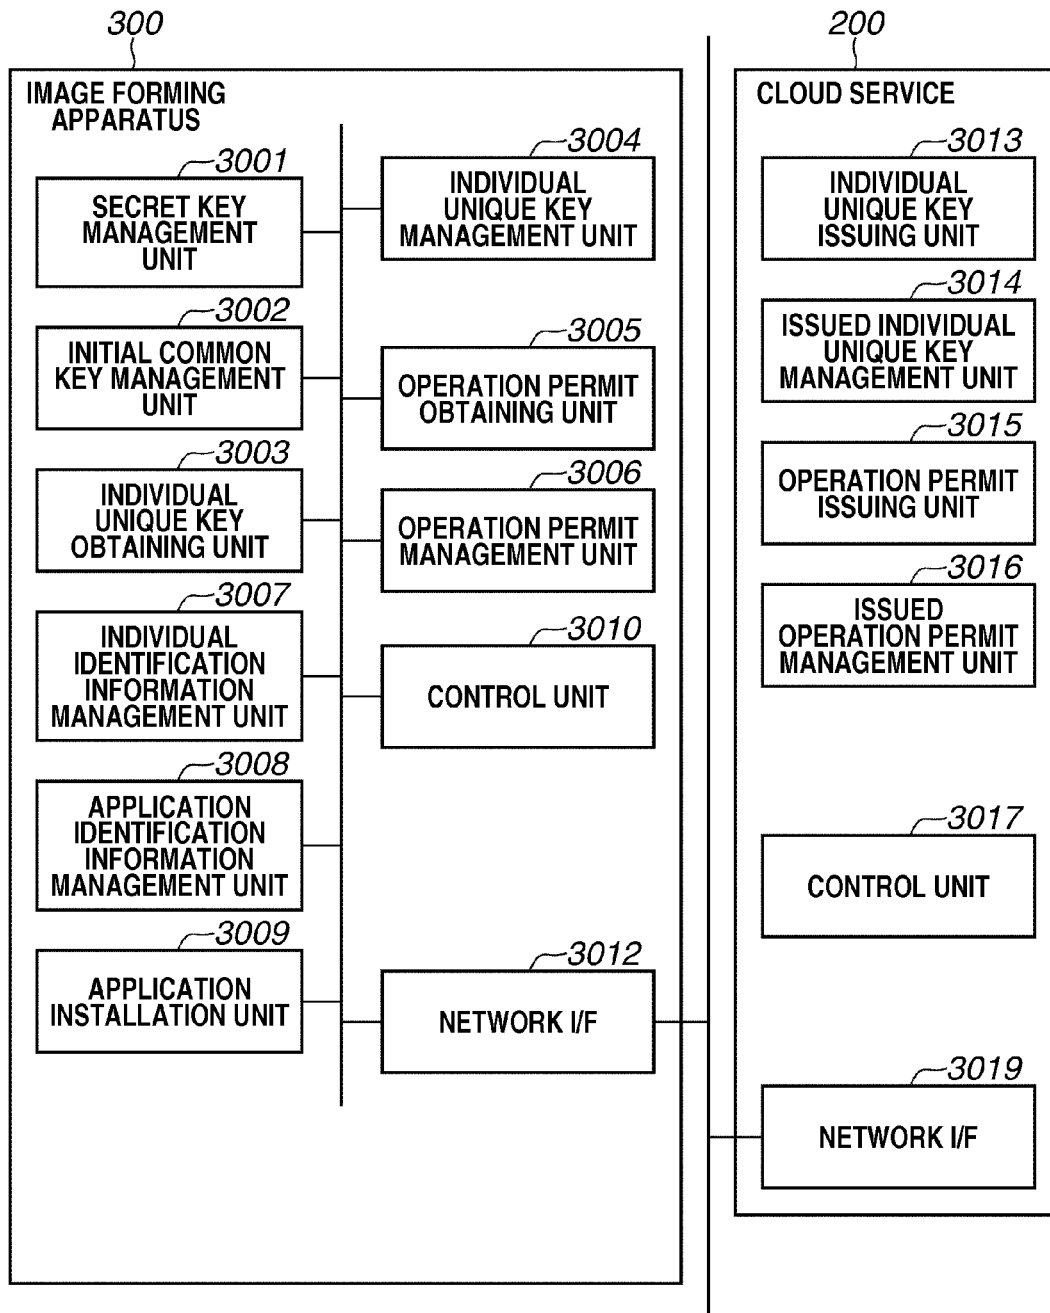 300
IMAGE FORMING
APPARATUS
3001
SECRET KEY
MANAGEMENT
UNIT
3002
INITIAL COMMON
KEY MANAGEMENT
UNIT
3003
INDIVIDUAL
UNIQUE KEY
OBTAINING UNIT
3007
INDIVIDUAL
IDENTIFICATION
INFORMATION
MANAGEMENT UNIT
3008
APPLICATION
IDENTIFICATION
INFORMATION
MANAGEMENT UNIT
3009
APPLICATION
INSTALLATION UNIT
3004
INDIVIDUAL
UNIQUE KEY
MANAGEMENT UNIT
3005
OPERATION PERMIT
OBTAINING UNIT
3006
OPERATION PERMIT
MANAGEMENT UNIT
3010
CONTROL UNIT
3012
NETWORK I/F
200
CLOUD SERVICE
3013
INDIVIDUAL
UNIQUE KEY
ISSUING UNIT
3014
ISSUED INDIVIDUAL
UNIQUE KEY
MANAGEMENT UNIT
3015
OPERATION PERMIT
ISSUING UNIT
3016
ISSUED
OPERATION PERMIT
MANAGEMENT UNIT
3017
CONTROL UNIT
3019
NETWORK I/F